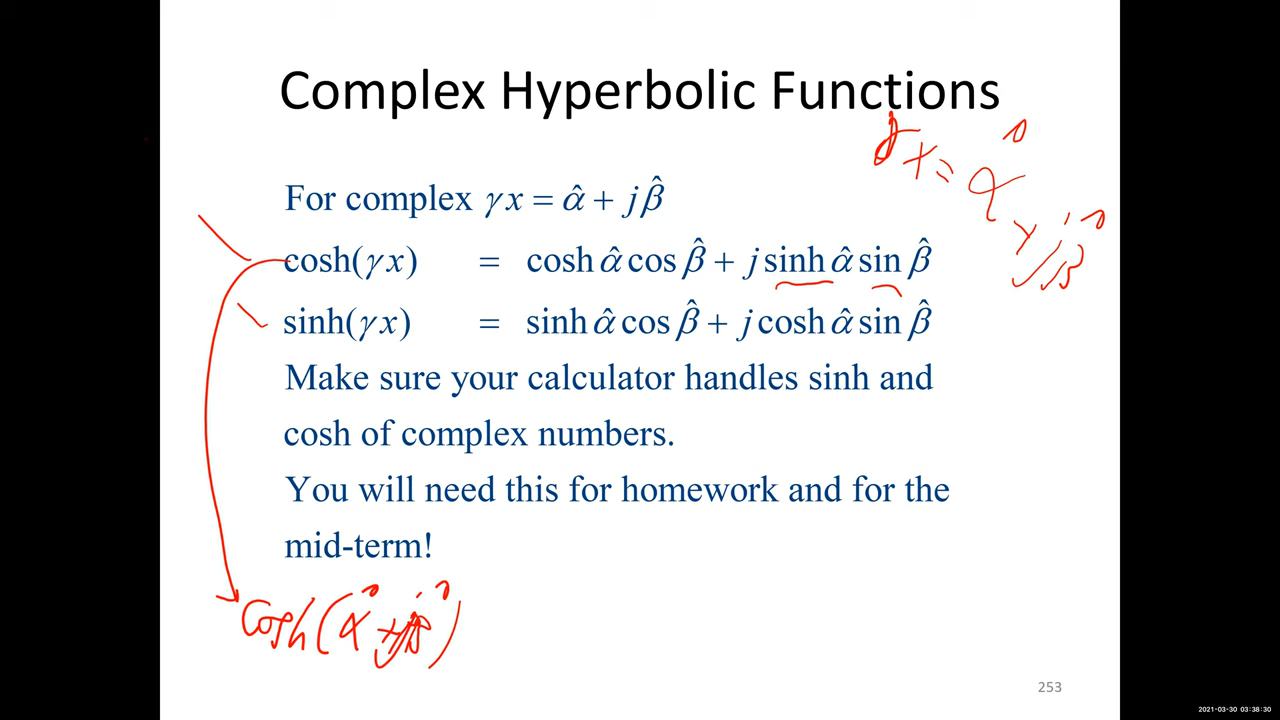 Complex Hyperbolic Functions
γx = α̂ + jβ̂
For complex γx = α̂ + jβ̂
cosh(γx) = cosh α̂ cos β̂ + j sinh α̂ sin β̂
sinh(γx) = sinh α̂ cos β̂ + j cosh α̂ sin β̂
Make sure your calculator handles sinh and
cosh of complex numbers.
You will need this for homework and for the
mid-term!
Cosh(α̂ + jβ̂)
253
2021-03-30 03:38:30